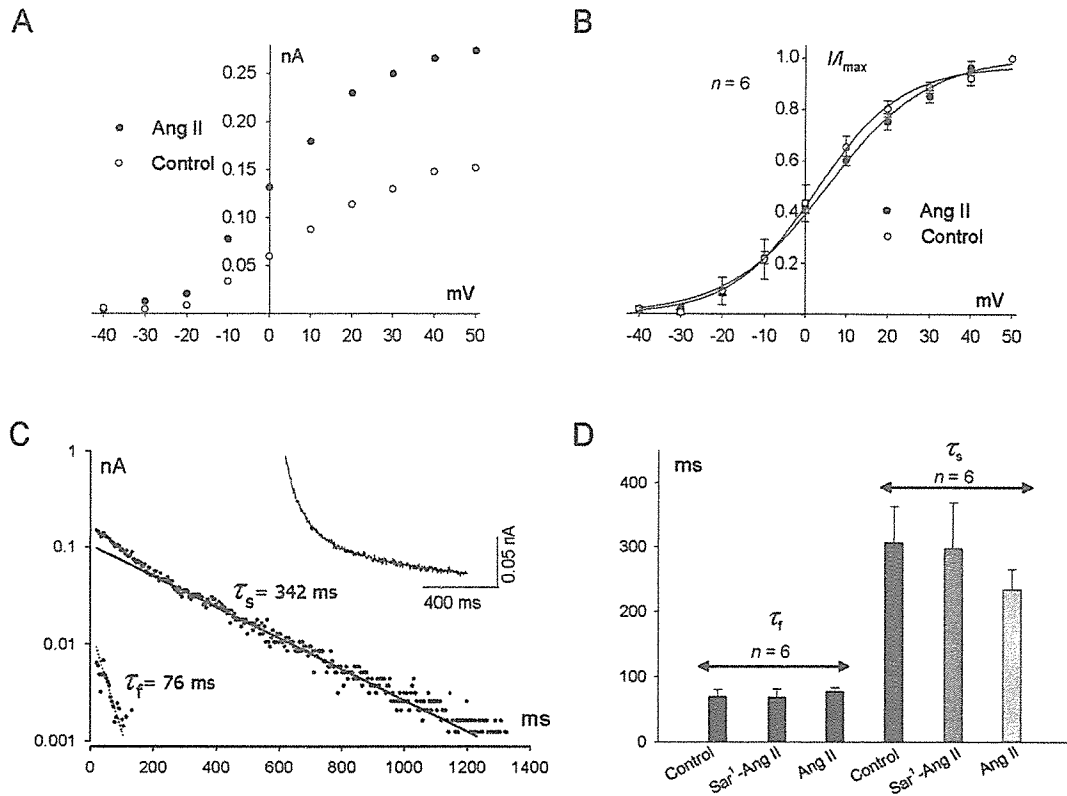 A
nA
0.25
Ang II
Control
0.15
0.10
0.05
mV
-40 -30 -20 -10 0 10 20 30 40 50
B
1.0 I/Imax
n = 6
0.8
0.6
0.4
Ang II
Control
0.2
mV
-40 -30 -20 -10 0 10 20 30 40 50
C
1
nA
0.1
0.05 nA
400 ms
τs = 342 ms
0.01
τf = 76 ms
ms
0.001
0 200 400 600 800 1000 1200 1400
D
ms
τs
n = 6
400
300
200
τf
n = 6
100
0
Control Sar¹-Ang II Ang II Control Sar¹-Ang II Ang II